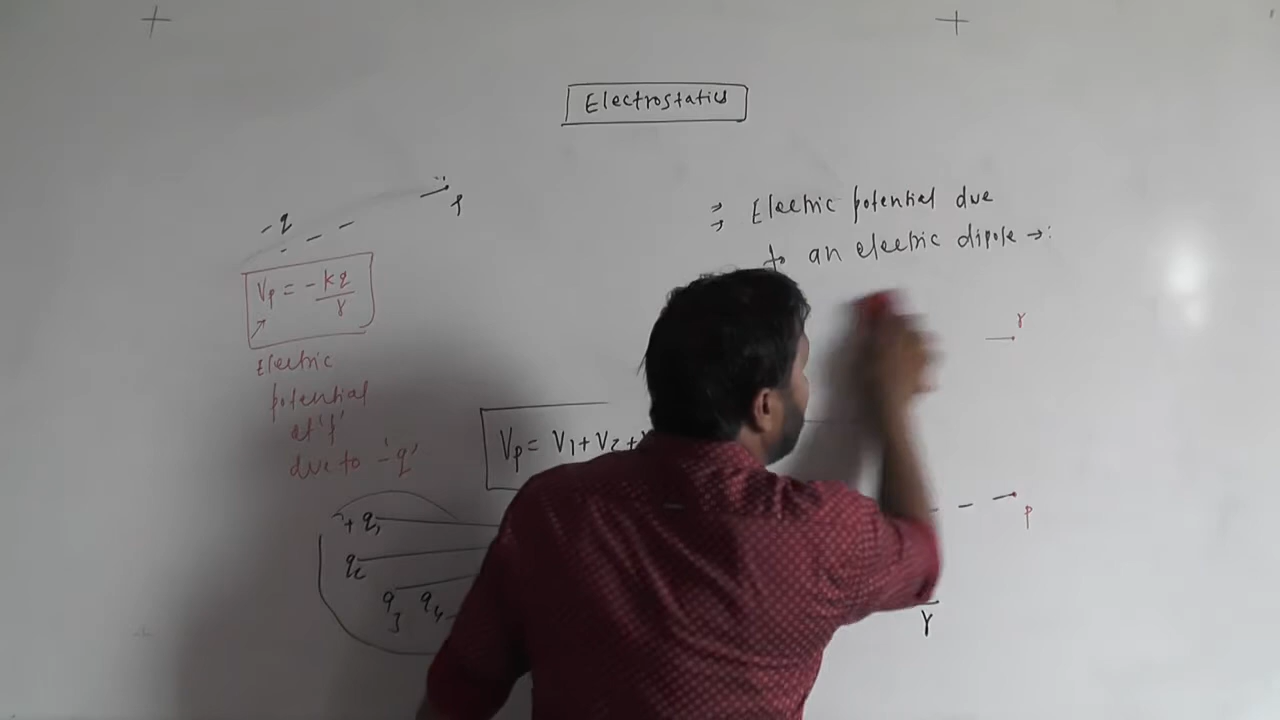 Electrostatics
P
-q
Vp = - kq/r
Electric
potential
at 'p'
due to '-q'
⇒ Electric potential due
to an electric dipole →:
r
Vp = V1 + V2 +
+ q1
q2
q3 q4
p
r